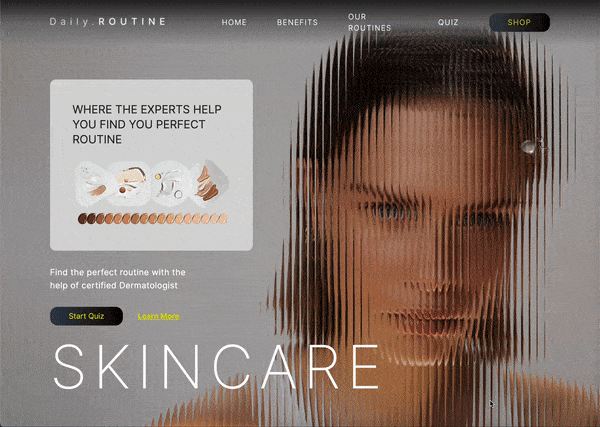 Daily.ROUTINE
HOME
BENEFITS
OUR
ROUTINES
QUIZ
SHOP
WHERE THE EXPERTS HELP
YOU FIND YOU PERFECT
ROUTINE
Find the perfect routine with the
help of certified Dermatologist
Start Quiz
Learn More
SKINCARE